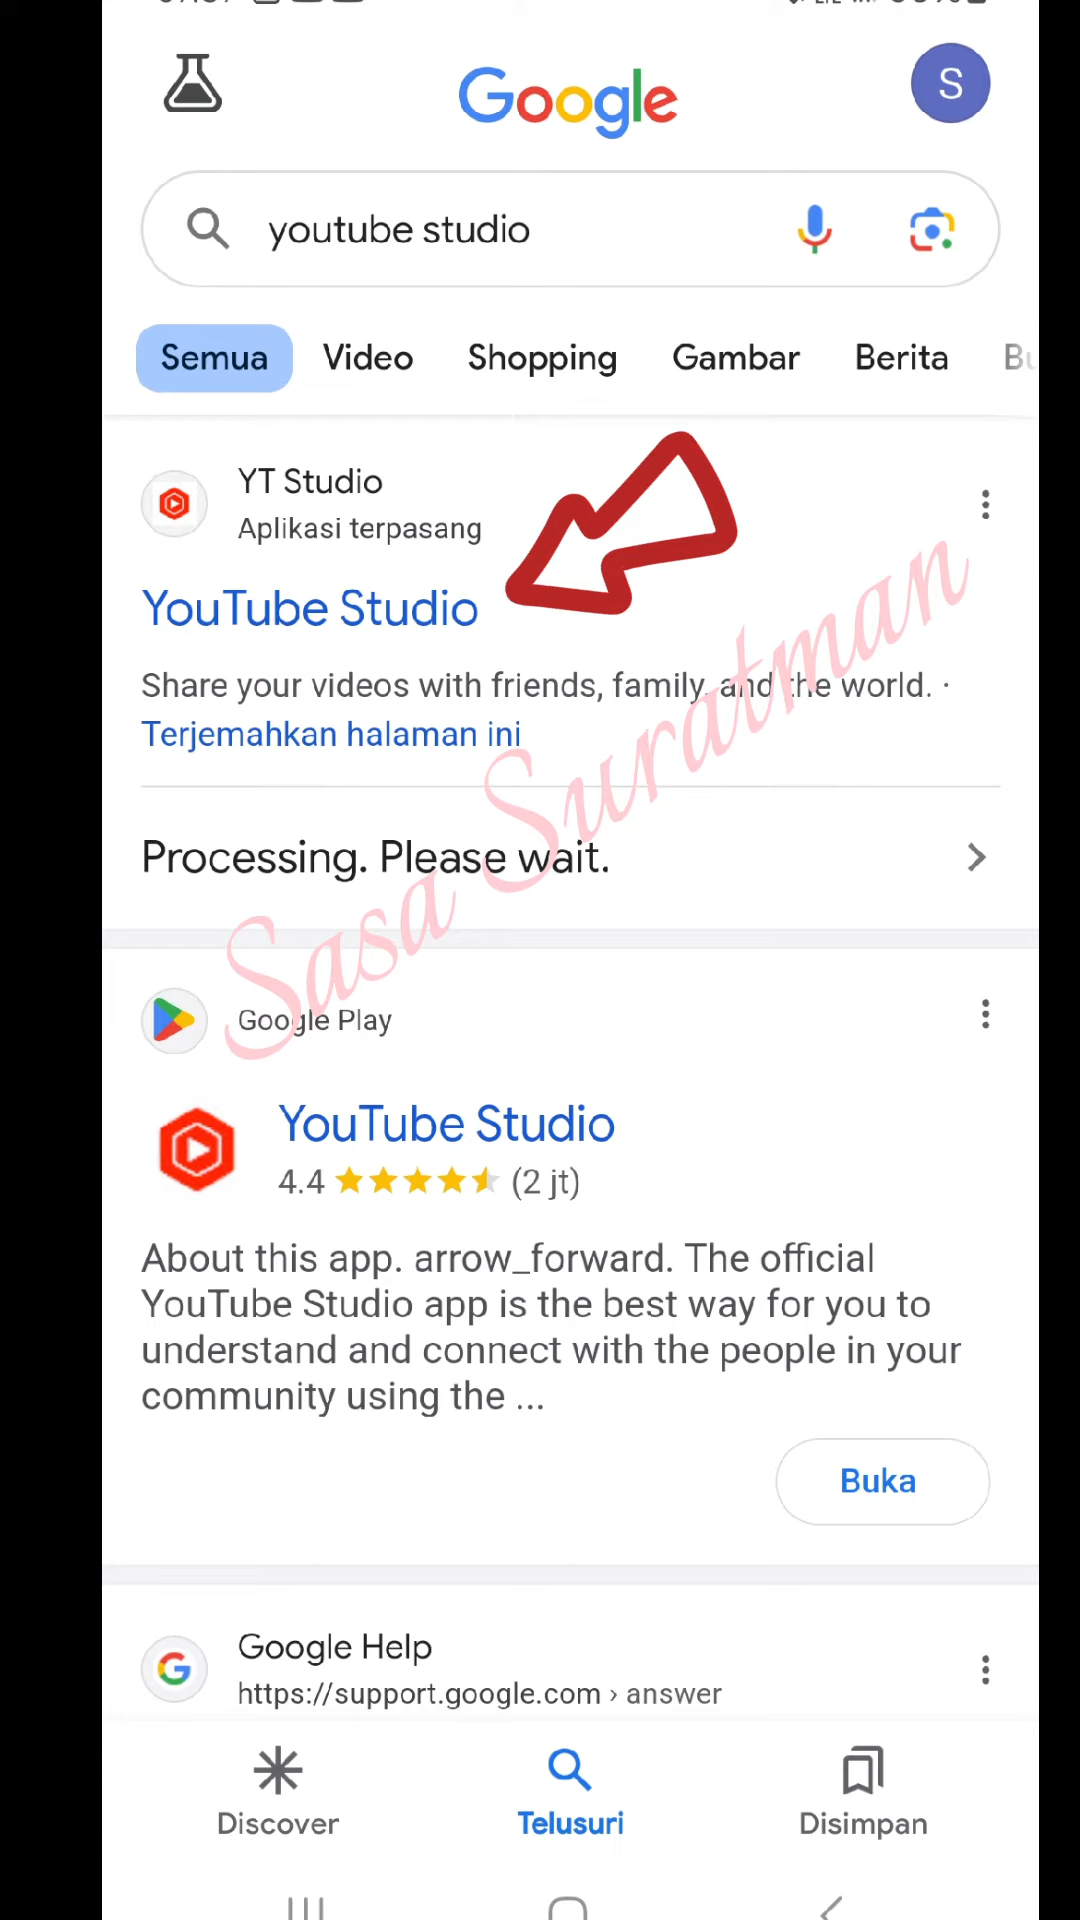 Google
S
youtube studio
Semua Video Shopping Gambar Berita
YT Studio
Aplikasi terpasang
YouTube Studio
Share your videos with friends, family, and the world. ·
Terjemahkan halaman ini
Sasa Suratman
Processing. Please wait.
Google Play
YouTube Studio
4.4 (2 jt)
About this app. arrow_forward. The official
YouTube Studio app is the best way for you to
understand and connect with the people in your
community using the ...
Buka
Google Help
https://support.google.com › answer
Discover Telusuri Disimpan